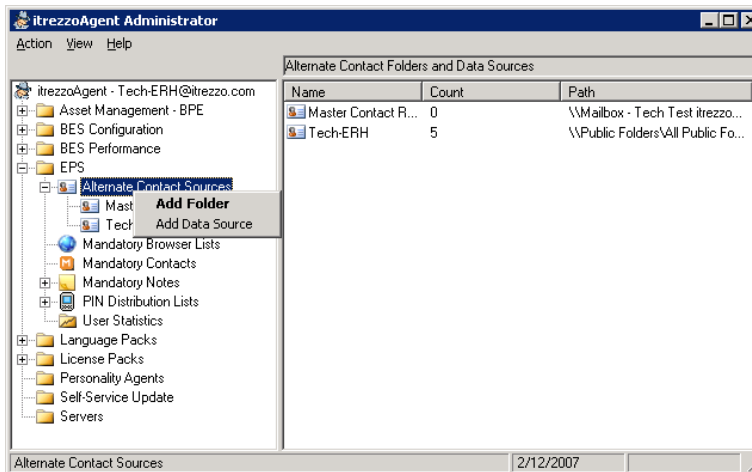 itrezzoAgent Administrator
Action View Help
Alternate Contact Folders and Data Sources
itrezzoAgent - Tech-ERH@itrezzo.com
Asset Management - BPE
BES Configuration
BES Performance
EPS
Alternate Contact Sources
Mast
Tech
Mandatory Browser Lists
Mandatory Contacts
Mandatory Notes
PIN Distribution Lists
User Statistics
Language Packs
License Packs
Personality Agents
Self-Service Update
Servers
Add Folder
Add Data Source
Name Count Path
Master Contact R... 0 \\Mailbox - Tech Test itrezzo...
Tech-ERH 5 \\Public Folders\All Public Fo...
Alternate Contact Sources 2/12/2007